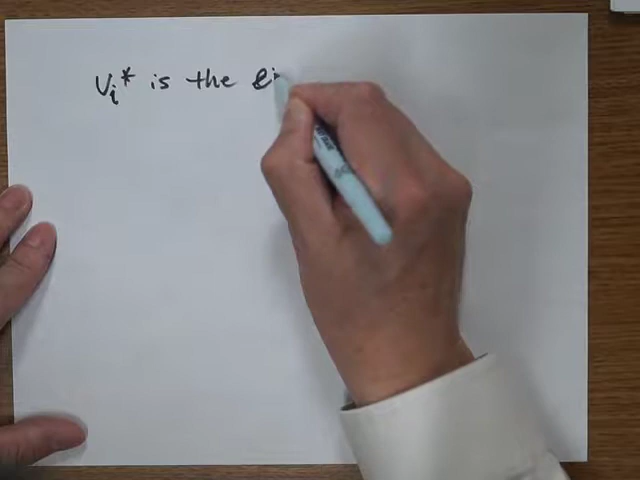 Vᵢ* is the